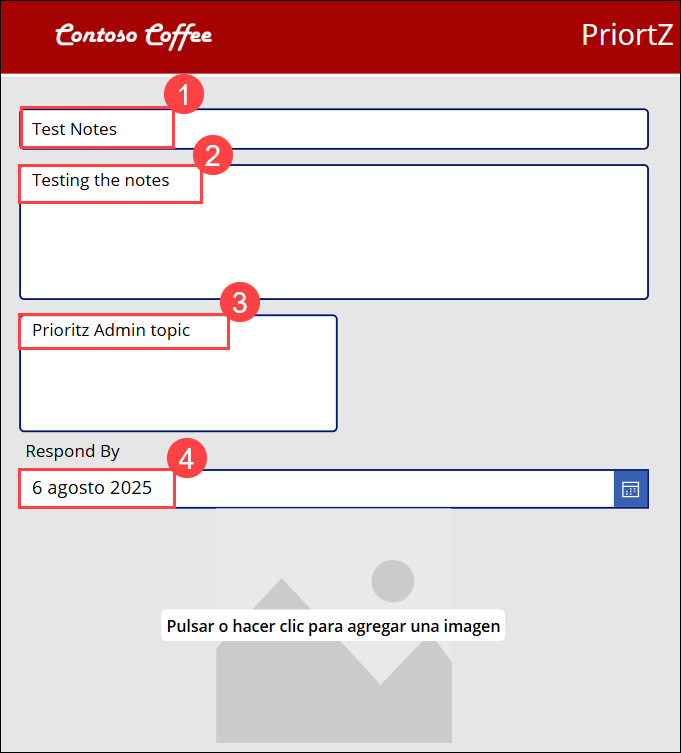 Contoso Coffee
PriortZ
1
Test Notes
2
Testing the notes
3
Prioritz Admin topic
Respond By
4
6 agosto 2025
Pulsar o hacer clic para agregar una imagen